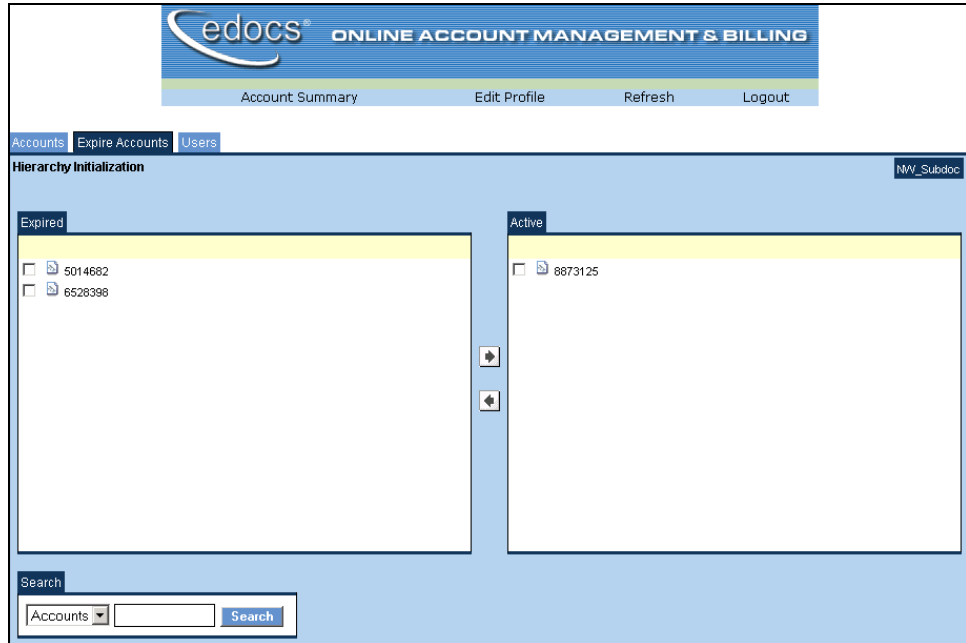 edocs® ONLINE ACCOUNT MANAGEMENT & BILLING
Account Summary Edit Profile Refresh Logout
Accounts Expire Accounts Users
Hierarchy Initialization NW_Subdoc
Expired Active
5014682 8873125
6528398
Search
Accounts Search